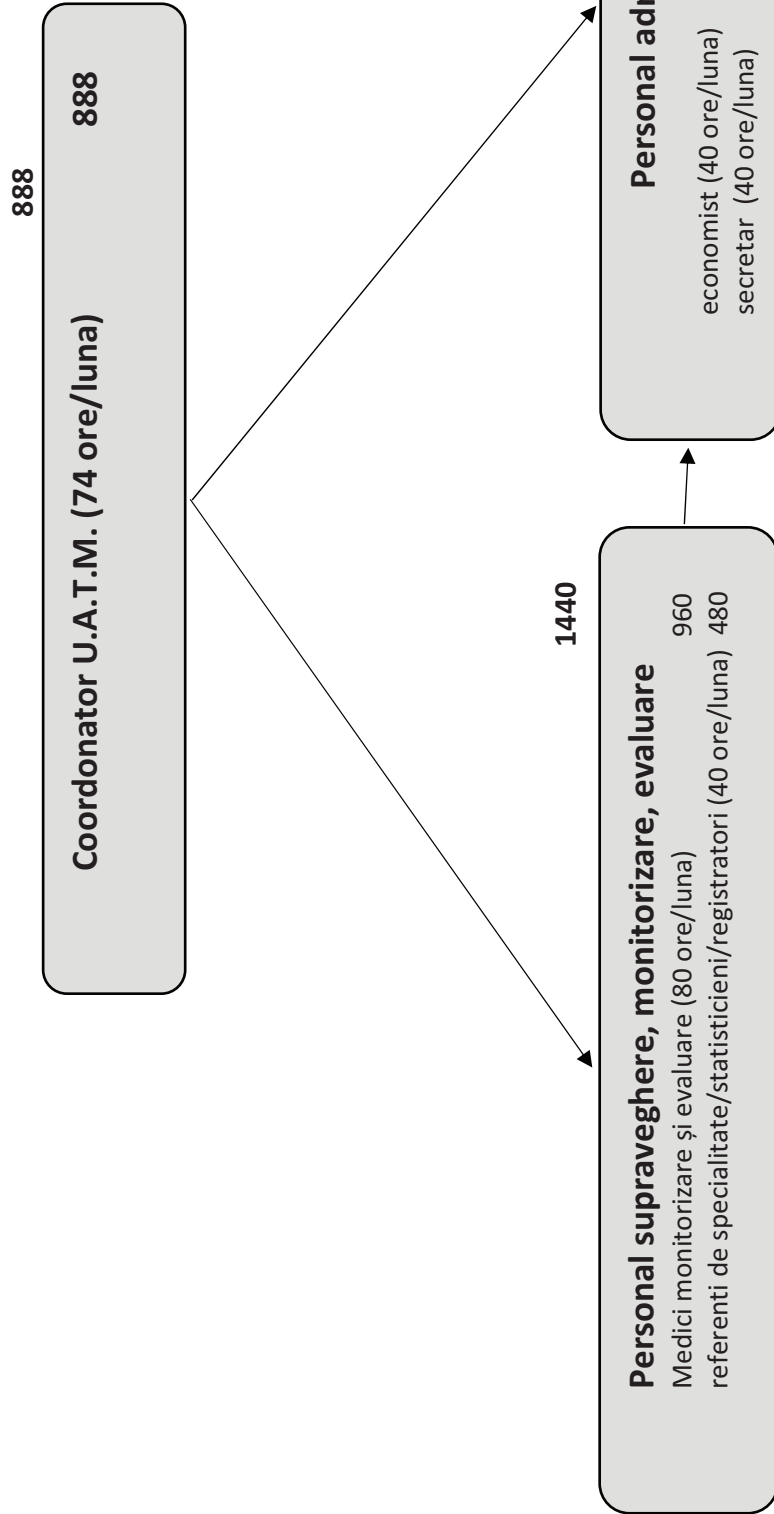 888
Coordonator U.A.T.M. (74 ore/luna) 888
1440
Personal supraveghere, monitorizare, evaluare
Medici monitorizare și evaluare (80 ore/luna) 960
referenti de specialitate/statisticieni/registratori (40 ore/luna) 480
Personal
economist (40 ore/luna)
secretar (40 ore/luna)